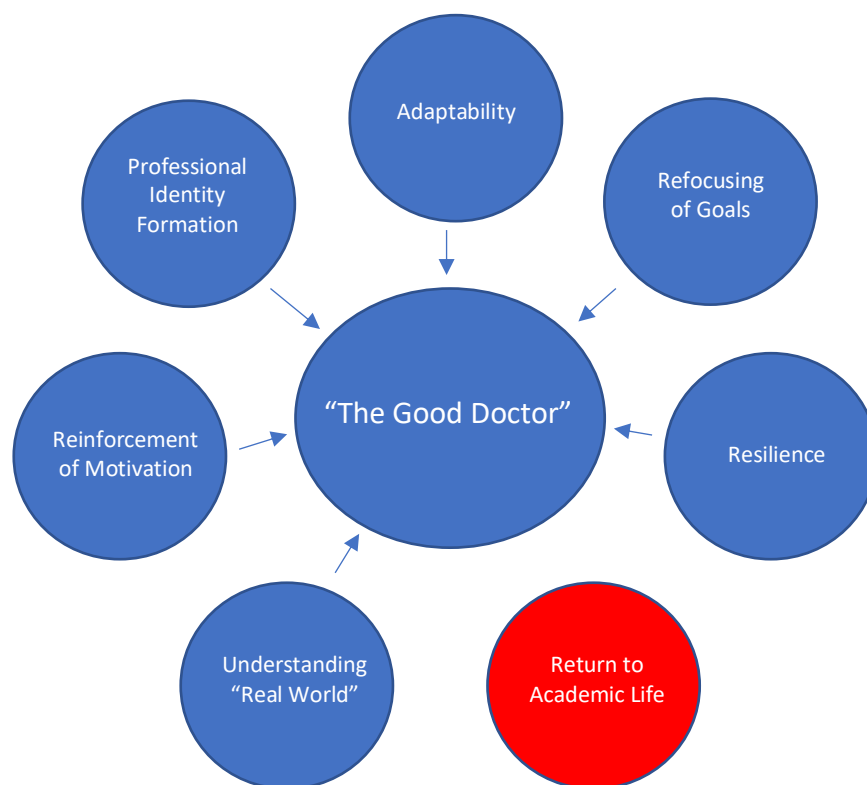 Adaptability
Professional
Identity
Formation
Refocusing
of Goals
“The Good Doctor”
Reinforcement
of Motivation
Resilience
Understanding
“Real World”
Return to
Academic Life